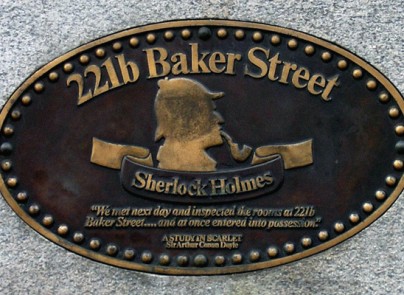 221b Baker Street
Sherlock Holmes
"We met next day and inspected the rooms at 221b
Baker Street....and at once entered into possession."
A STUDY IN SCARLET
Sir Arthur Conan Doyle